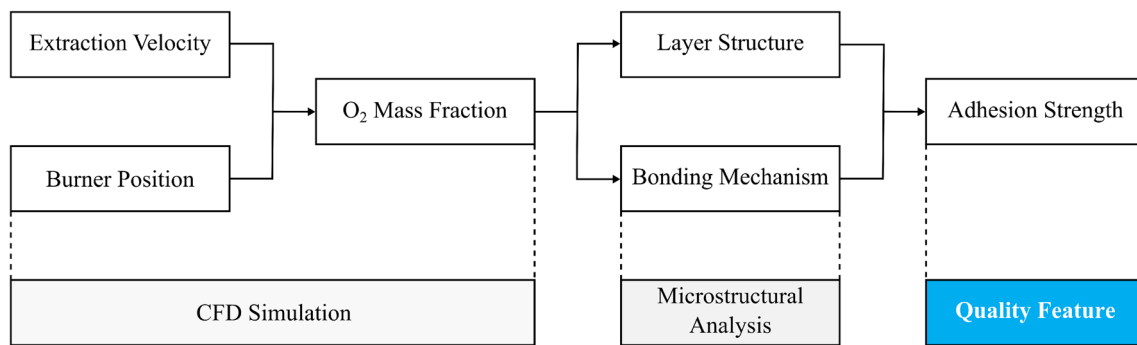 Extraction Velocity
Layer Structure
O₂ Mass Fraction
Adhesion Strength
Burner Position
Bonding Mechanism
CFD Simulation
Microstructural
Analysis
Quality Feature